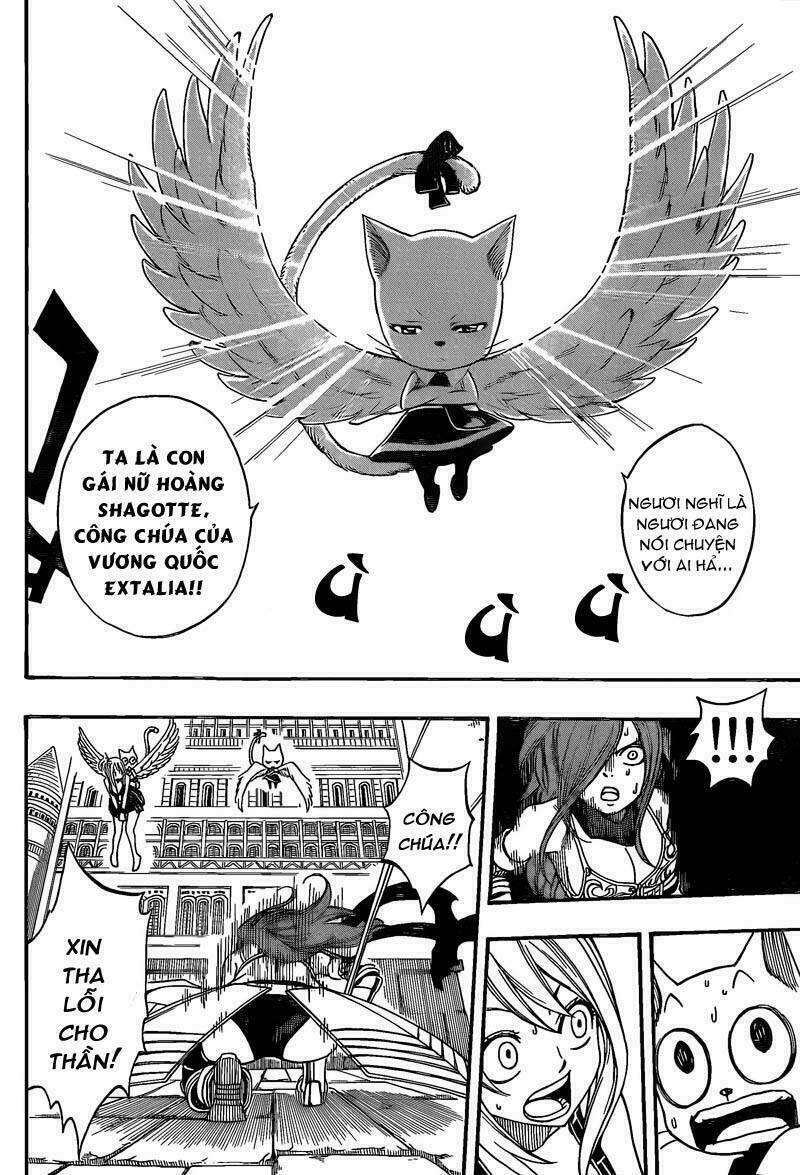 NGƯƠI NGHĨ LÀ
NGƯƠI ĐANG
NÓI CHUYỆN
VỚI AI HẢ...
TA LÀ CON
GÁI NỮ HOÀNG
SHAGOTTE,
CÔNG CHÚA CỦA
VƯƠNG QUỐC
EXTALIA!!
Ù
Ù
Ù
!!!
CÔNG
CHÚA!!
XIN
THA
LỖI
CHO
THẦN!